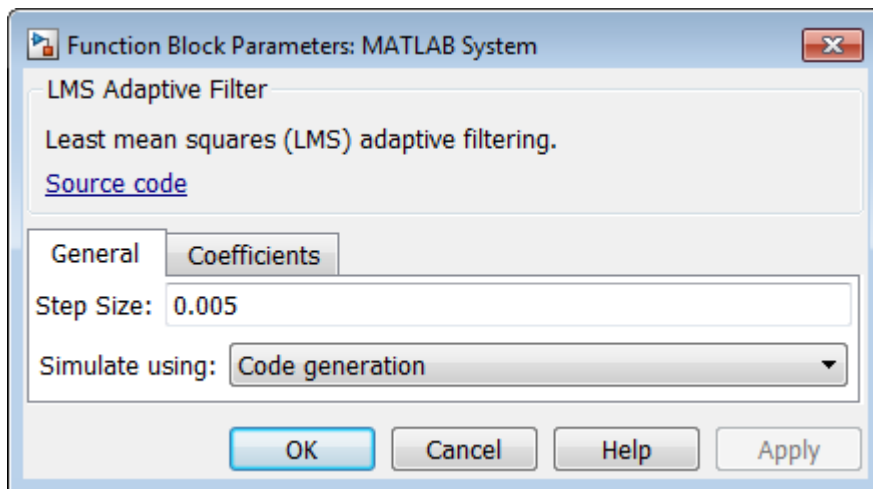 Function Block Parameters: MATLAB System
LMS Adaptive Filter
Least mean squares (LMS) adaptive filtering.
Source code
General Coefficients
Step Size: 0.005
Simulate using: Code generation
OK Cancel Help Apply